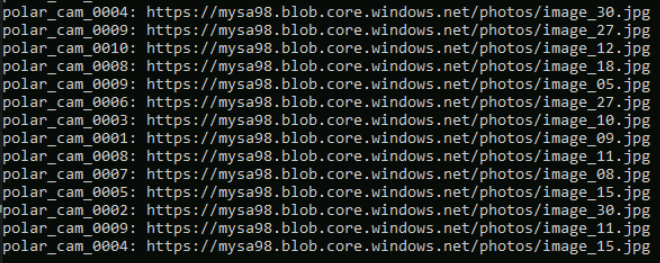 polar_cam_0004: https://mysa98.blob.core.windows.net/photos/image_30.jpg
polar_cam_0009: https://mysa98.blob.core.windows.net/photos/image_27.jpg
polar_cam_0010: https://mysa98.blob.core.windows.net/photos/image_12.jpg
polar_cam_0008: https://mysa98.blob.core.windows.net/photos/image_18.jpg
polar_cam_0009: https://mysa98.blob.core.windows.net/photos/image_05.jpg
polar_cam_0006: https://mysa98.blob.core.windows.net/photos/image_27.jpg
polar_cam_0003: https://mysa98.blob.core.windows.net/photos/image_10.jpg
polar_cam_0001: https://mysa98.blob.core.windows.net/photos/image_09.jpg
polar_cam_0008: https://mysa98.blob.core.windows.net/photos/image_11.jpg
polar_cam_0007: https://mysa98.blob.core.windows.net/photos/image_08.jpg
polar_cam_0005: https://mysa98.blob.core.windows.net/photos/image_15.jpg
polar_cam_0002: https://mysa98.blob.core.windows.net/photos/image_30.jpg
polar_cam_0009: https://mysa98.blob.core.windows.net/photos/image_11.jpg
polar_cam_0004: https://mysa98.blob.core.windows.net/photos/image_15.jpg